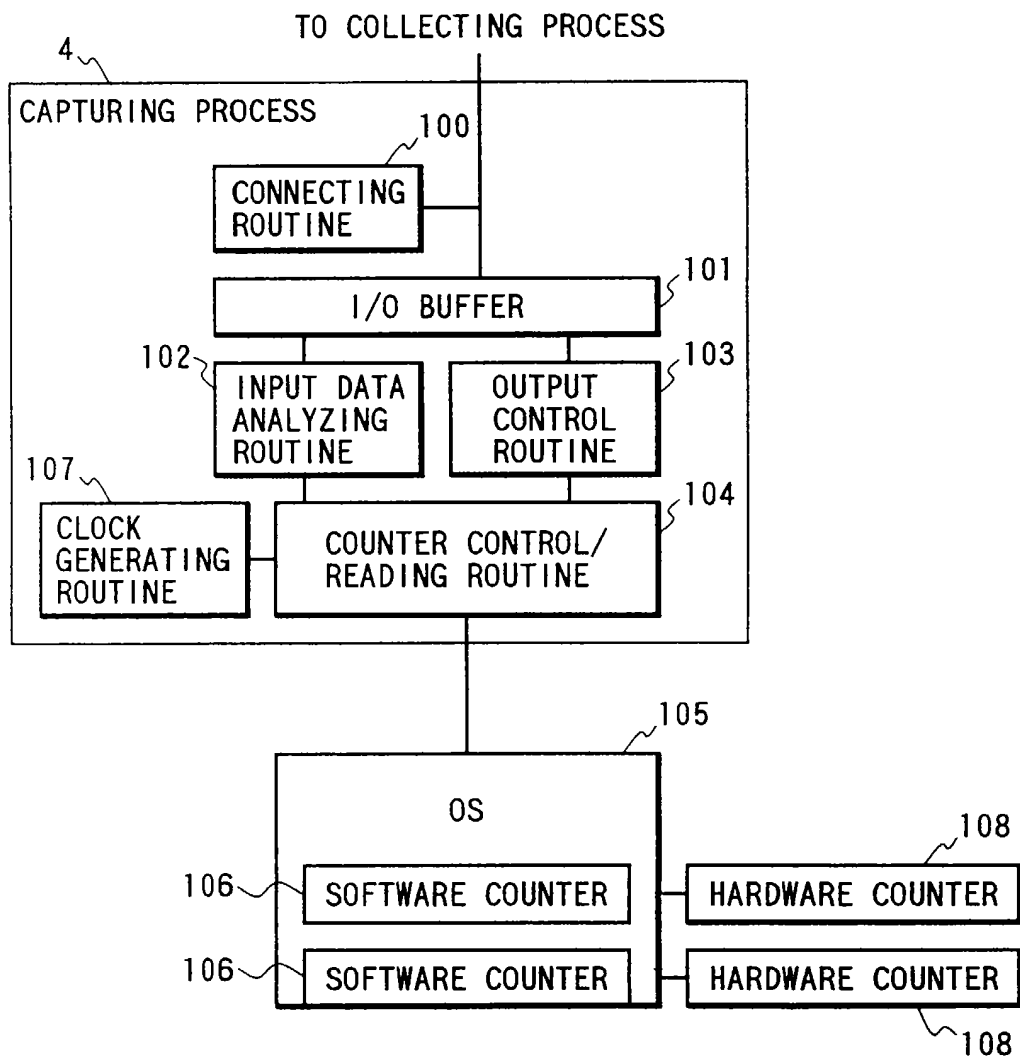 TO COLLECTING PROCESS
4
CAPTURING PROCESS
100
CONNECTING
ROUTINE
101
I/O BUFFER
102
INPUT DATA
ANALYZING
ROUTINE
103
OUTPUT
CONTROL
ROUTINE
107
CLOCK
GENERATING
ROUTINE
104
COUNTER CONTROL/
READING ROUTINE
105
OS
108
106
SOFTWARE COUNTER
HARDWARE COUNTER
106
SOFTWARE COUNTER
HARDWARE COUNTER
108